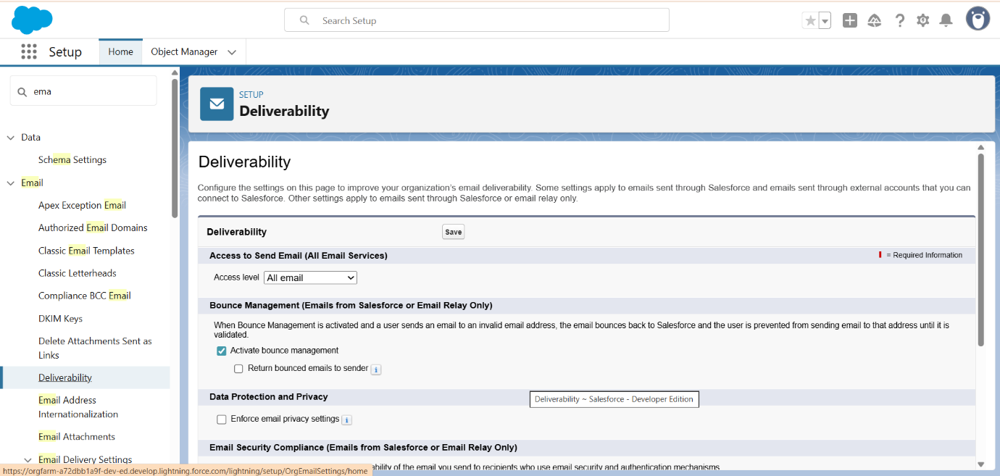 Search Setup
Setup
Home
Object Manager
ema
Data
Schema Settings
Email
Apex Exception Email
Authorized Email Domains
Classic Email Templates
Classic Letterheads
Compliance BCC Email
DKIM Keys
Delete Attachments Sent as
Links
Deliverability
Email Address
Internationalization
Email Attachments
Email Delivery Settings
https://orgfarm-a72dbb1a9f-dev-ed.develop.lightning.force.com/lightning/setup/OrgEmailSettings/home
SETUP
Deliverability
Deliverability
Configure the settings on this page to improve your organization's email deliverability. Some settings apply to emails sent through Salesforce and emails sent through external accounts that you can
connect to Salesforce. Other settings apply to emails sent through Salesforce or email relay only.
Deliverability
Save
Access to Send Email (All Email Services)
= Required Information
Access level
All email
Bounce Management (Emails from Salesforce or Email Relay Only)
When Bounce Management is activated and a user sends an email to an invalid email address, the email bounces back to Salesforce and the user is prevented from sending email to that address until it is
validated.
Activate bounce management
Return bounced emails to sender
i
Data Protection and Privacy
Deliverability ~ Salesforce - Developer Edition
Enforce email privacy settings
i
Email Security Compliance (Emails from Salesforce or Email Relay Only)
of the email you send to recipients who use email security and authentication mechanisms